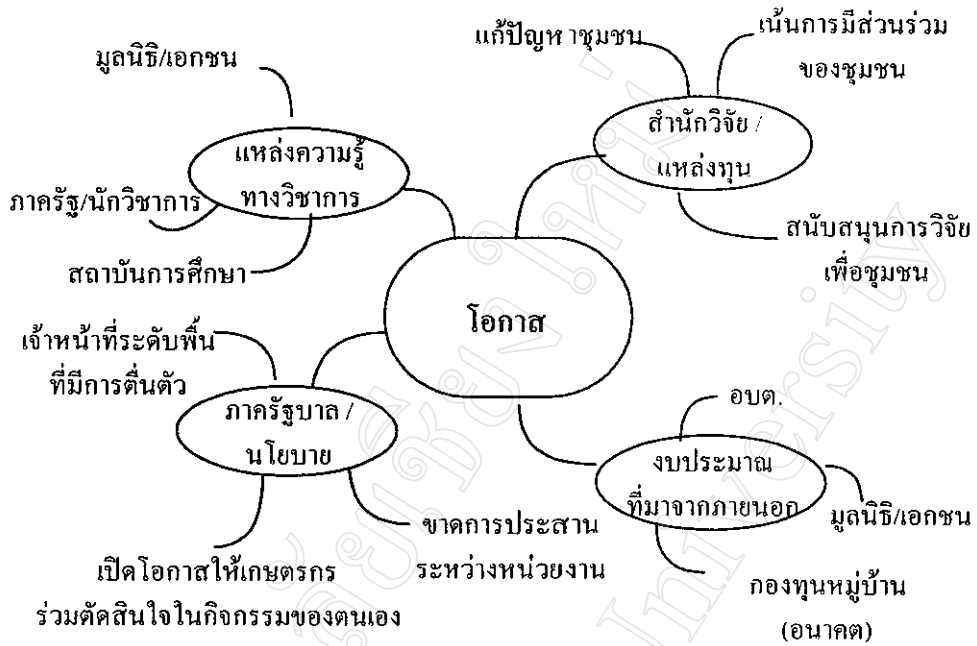 มูลนิธิ/เอกชน
แหล่งความรู้
ทางวิชาการ
ภาครัฐ/นักวิชาการ
สถาบันการศึกษา
แก้ปัญหาชุมชน
เน้นการมีส่วนร่วม
ของชุมชน
สำนักวิจัย /
แหล่งทุน
สนับสนุนการวิจัย
เพื่อชุมชน
โอกาส
เจ้าหน้าที่ระดับพื้น
ที่มีการตื่นตัว
ภาครัฐบาล /
นโยบาย
เปิดโอกาสให้เกษตรกร
ร่วมตัดสินใจในกิจกรรมของตนเอง
ขาดการประสาน
ระหว่างหน่วยงาน
อบต.
งบประมาณ
ที่มาจากภายนอก
มูลนิธิ/เอกชน
กองทุนหมู่บ้าน
(อนาคต)
University